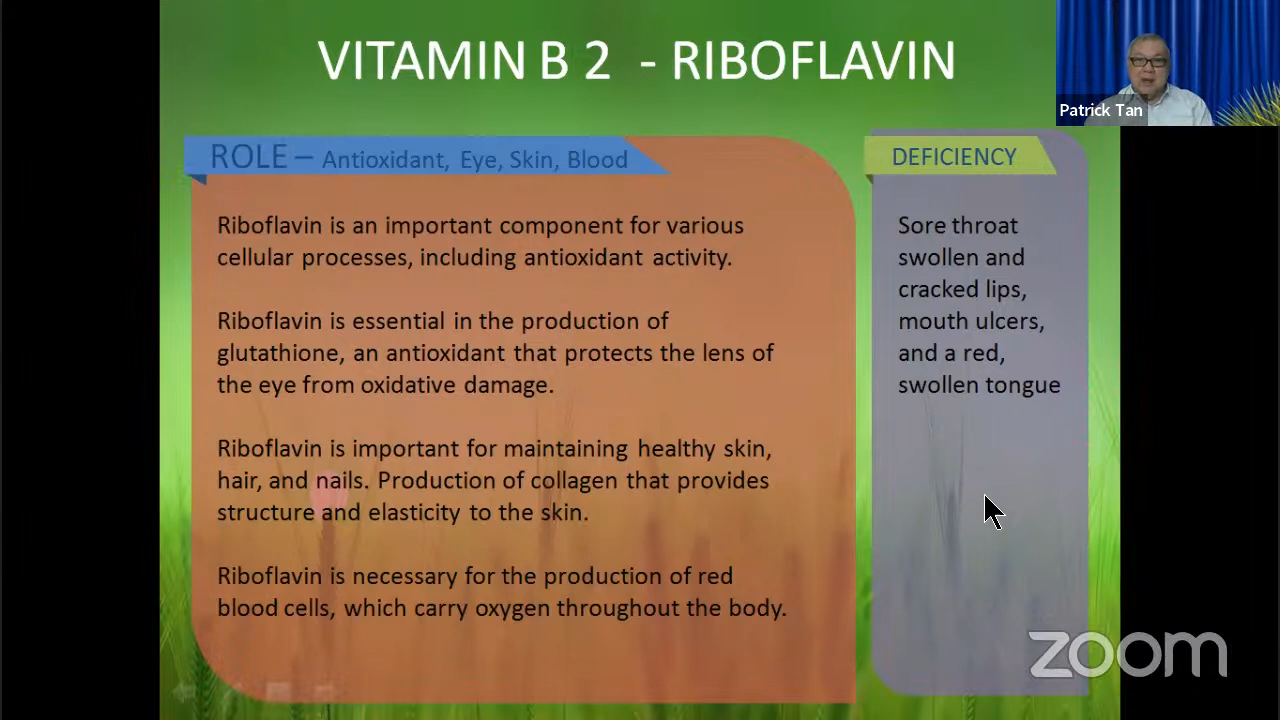 VITAMIN B 2 - RIBOFLAVIN
Patrick Tan
ROLE – Antioxidant, Eye, Skin, Blood
Riboflavin is an important component for various
cellular processes, including antioxidant activity.
Riboflavin is essential in the production of
glutathione, an antioxidant that protects the lens of
the eye from oxidative damage.
Riboflavin is important for maintaining healthy skin,
hair, and nails. Production of collagen that provides
structure and elasticity to the skin.
Riboflavin is necessary for the production of red
blood cells, which carry oxygen throughout the body.
DEFICIENCY
Sore throat
swollen and
cracked lips,
mouth ulcers,
and a red,
swollen tongue
zoom